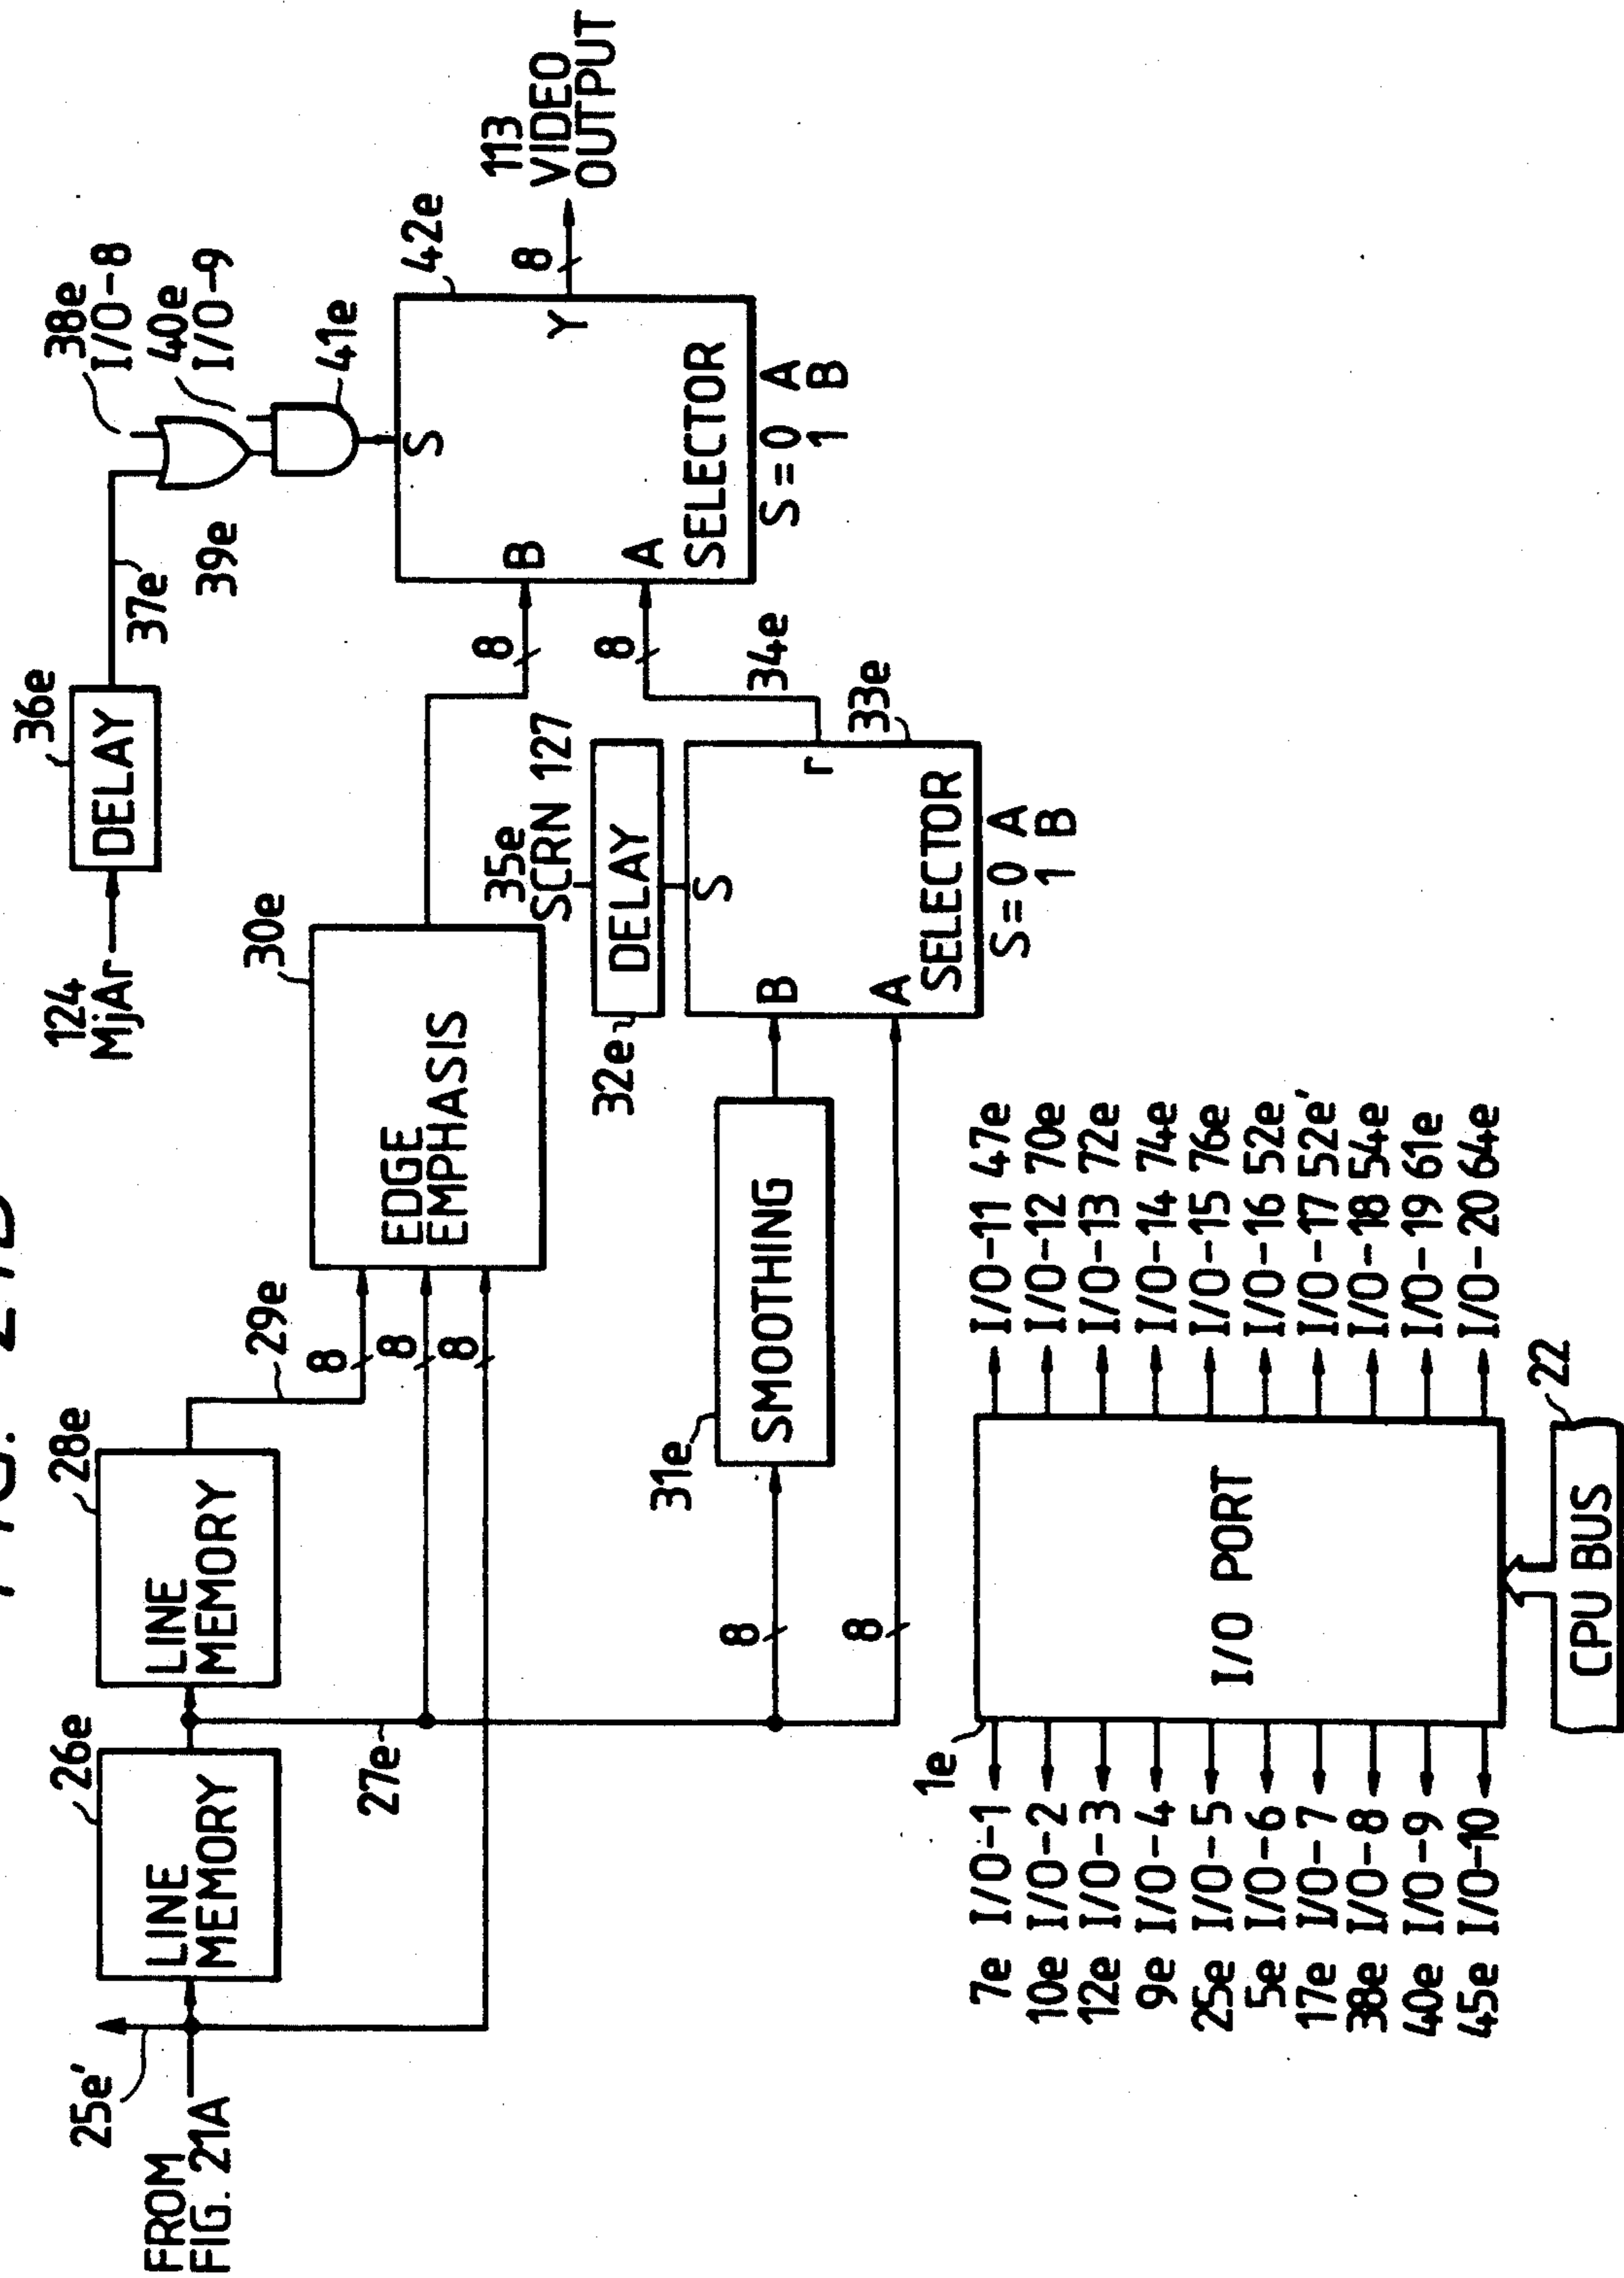 FIG. 21B
FROM
FIG. 21A
25e'
26e
LINE
MEMORY
27e
28e
LINE
MEMORY
29e
8
8
8
30e
EDGE
EMPHASIS
124
MjAr
36e
DELAY
37e
39e
38e
I/O-8
40e
I/O-9
41e
42e
S
B
A
Y
SELECTOR
S=0 A
1 B
8
113
VIDEO
OUTPUT
8
8
34e
35e
SCRN 127
32e
DELAY
33e
S
B
A
Γ
SELECTOR
S=0 A
1 B
31e
SMOOTHING
8
8
1e
I/O PORT
7e I/O-1
10e I/O-2
12e I/O-3
9e I/O-4
25e I/O-5
5e I/O-6
17e I/O-7
38e I/O-8
40e I/O-9
45e I/O-10
I/O-11 47e
I/O-12 70e
I/O-13 72e
I/O-14 74e
I/O-15 76e
I/O-16 52e
I/O-17 52e'
I/O-18 54e
I/O-19 61e
I/O-20 64e
22
CPU BUS